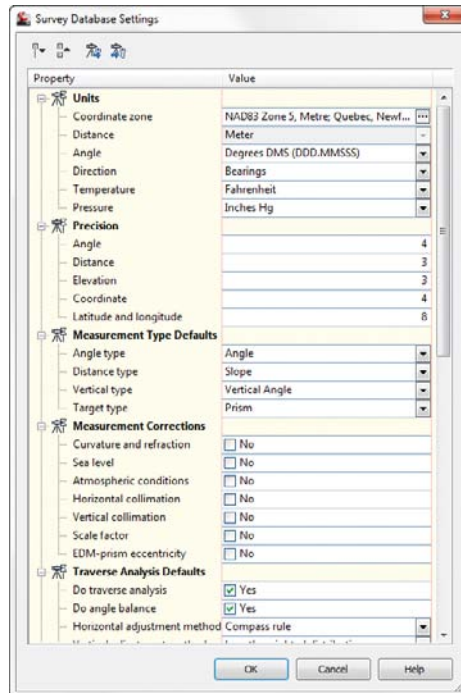 Survey Database Settings
Property Value
Units
Coordinate zone NAD83 Zone 5, Metre; Quebec, Newf... ...
Distance Meter
Angle Degrees DMS (DDD.MMSSS)
Direction Bearings
Temperature Fahrenheit
Pressure Inches Hg
Precision
Angle 4
Distance 3
Elevation 3
Coordinate 4
Latitude and longitude 8
Measurement Type Defaults
Angle type Angle
Distance type Slope
Vertical type Vertical Angle
Target type Prism
Measurement Corrections
Curvature and refraction No
Sea level No
Atmospheric conditions No
Horizontal collimation No
Vertical collimation No
Scale factor No
EDM-prism eccentricity No
Traverse Analysis Defaults
Do traverse analysis Yes
Do angle balance Yes
Horizontal adjustment method Compass rule
OK Cancel Help